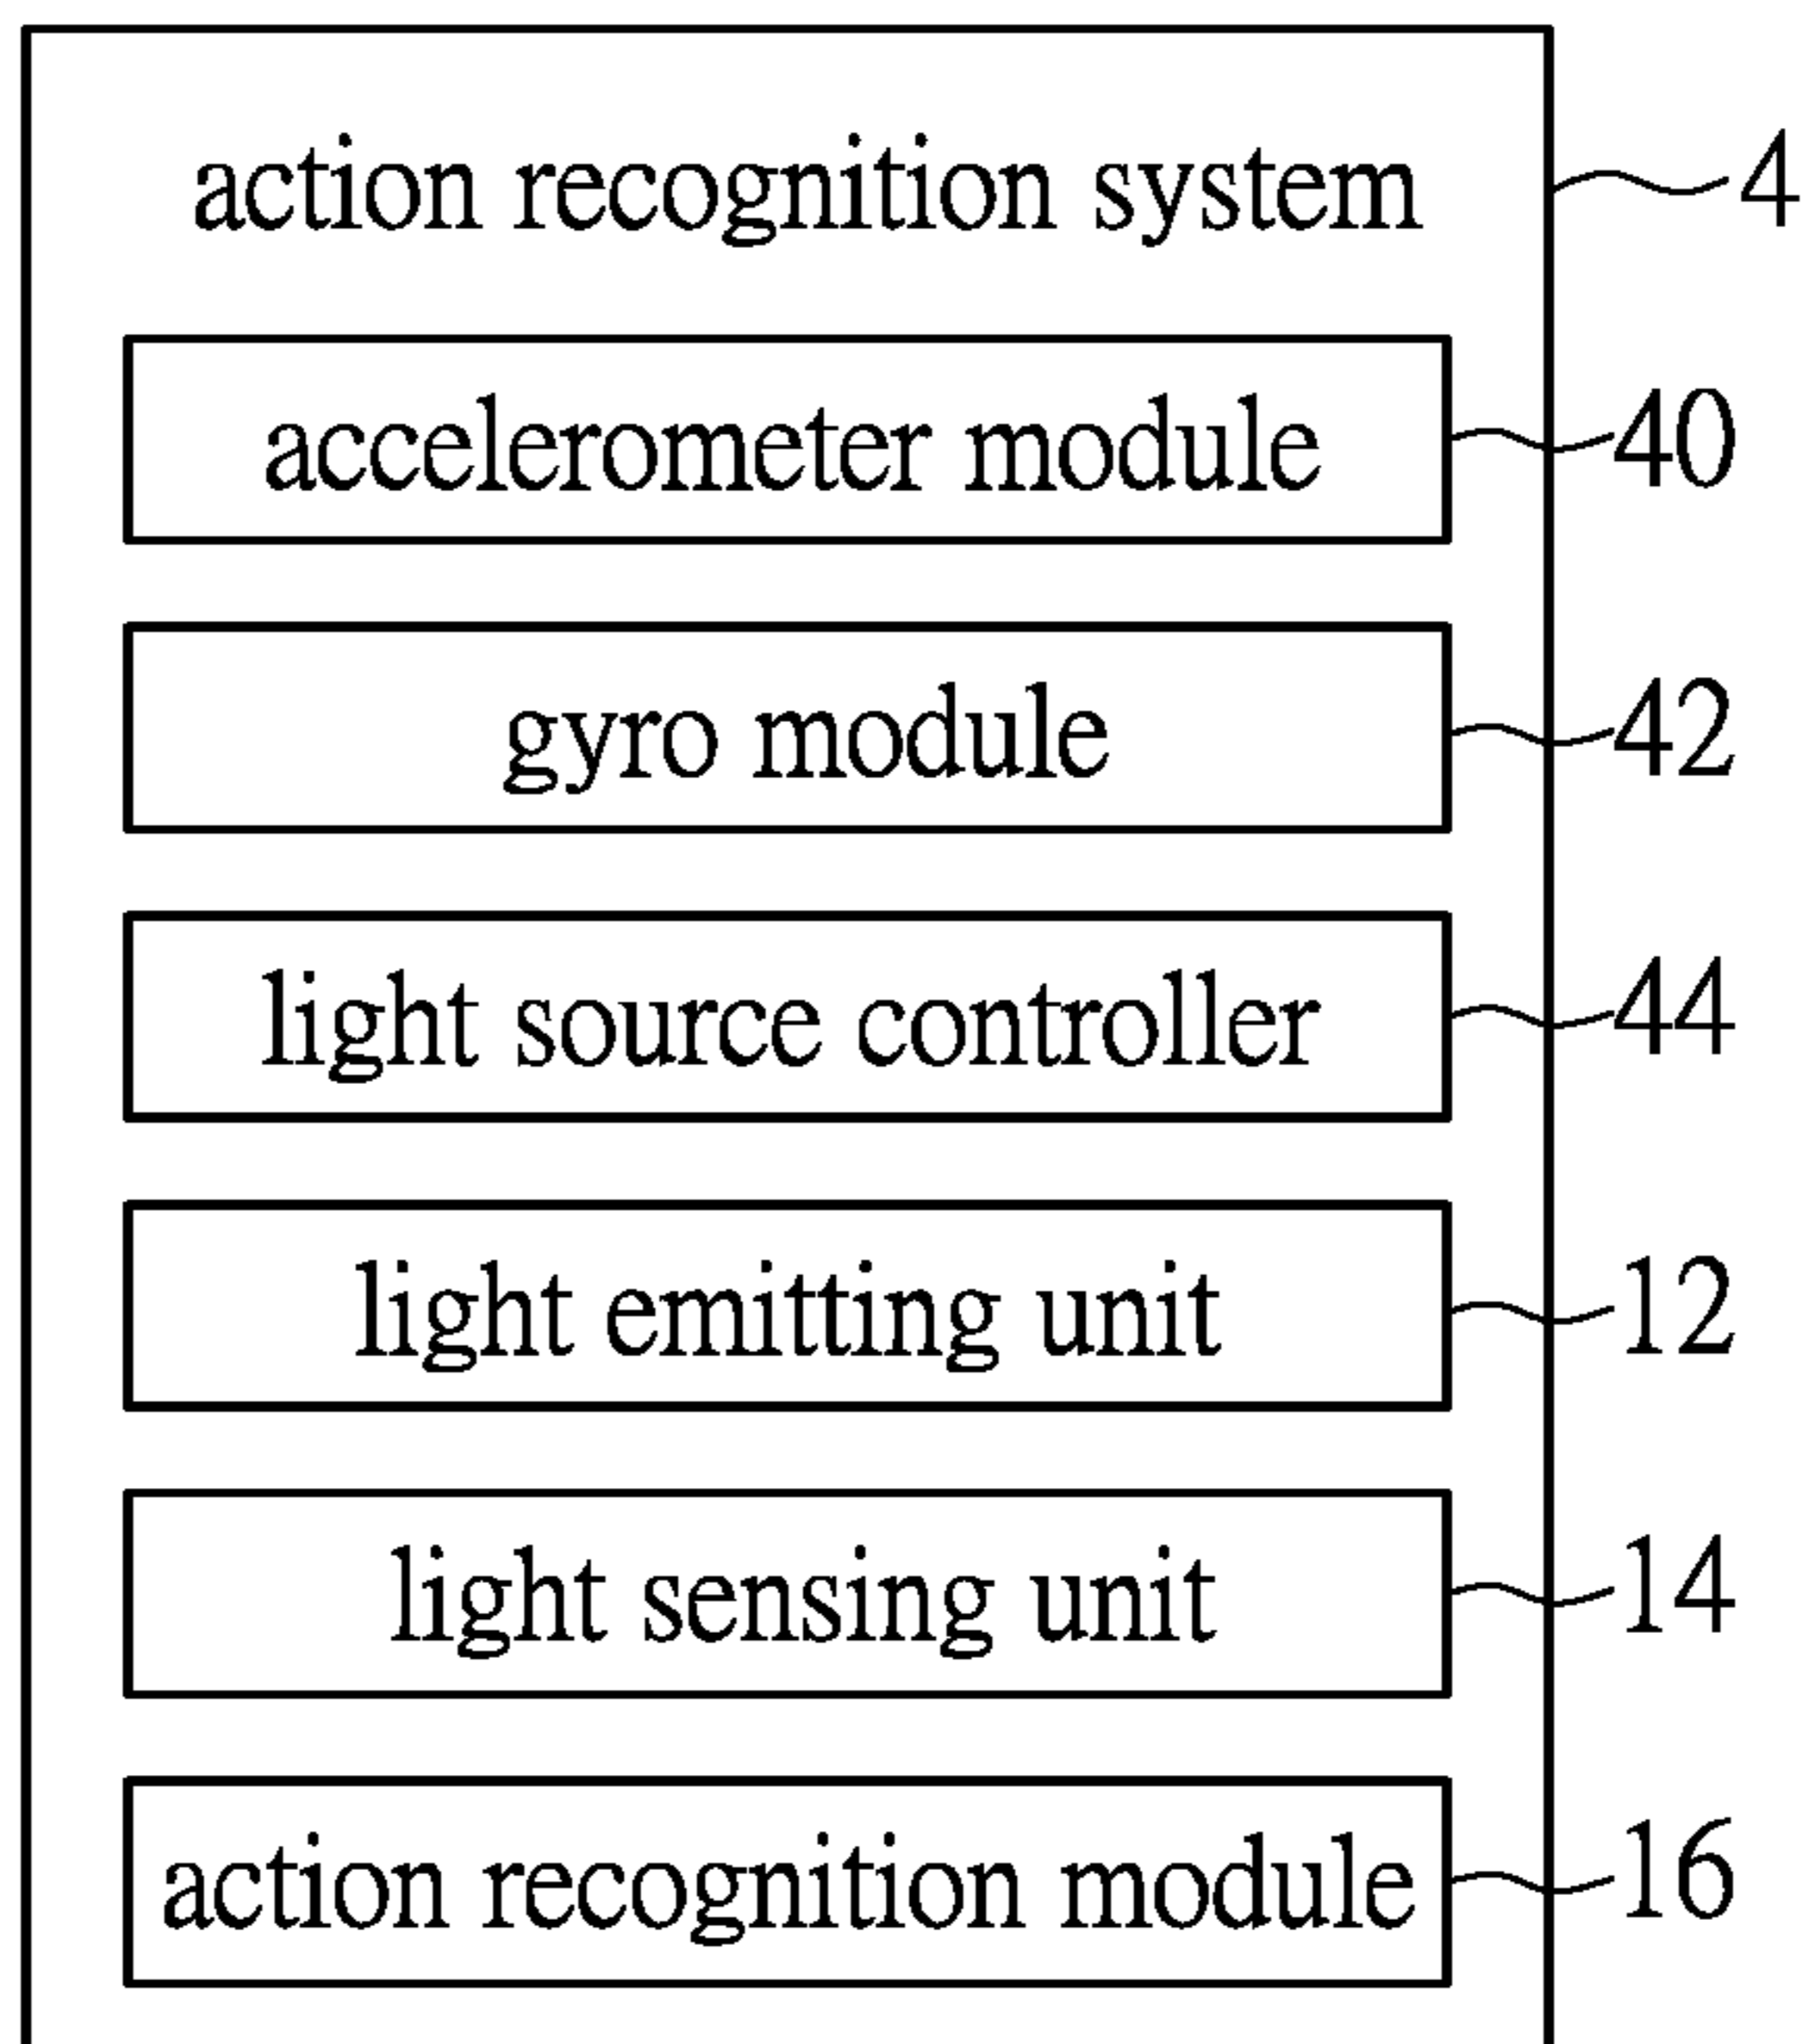 action recognition system 4
accelerometer module 40
gyro module 42
light source controller 44
light emitting unit 12
light sensing unit 14
action recognition module 16